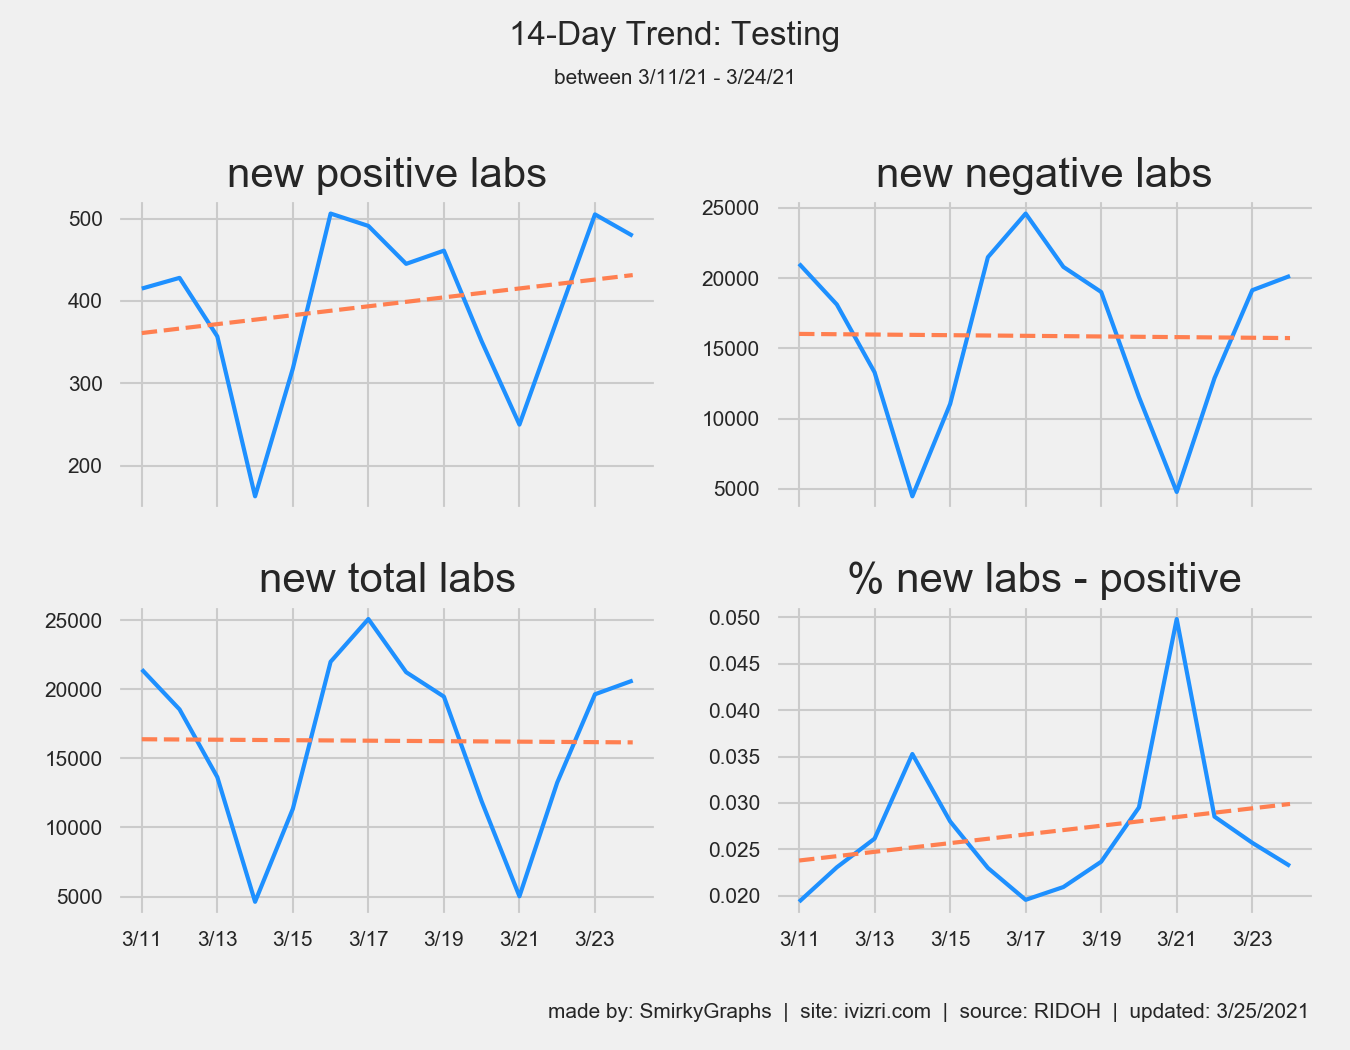 14-Day Trend: Testing
between 3/11/21 - 3/24/21
new positive labs
500
400
300
200
new negative labs
25000
20000
15000
10000
5000
new total labs
25000
20000
15000
10000
5000
3/11 3/13 3/15 3/17 3/19 3/21 3/23
% new labs - positive
0.050
0.045
0.040
0.035
0.030
0.025
0.020
3/11 3/13 3/15 3/17 3/19 3/21 3/23
made by: SmirkyGraphs | site: ivizri.com | source: RIDOH | updated: 3/25/2021